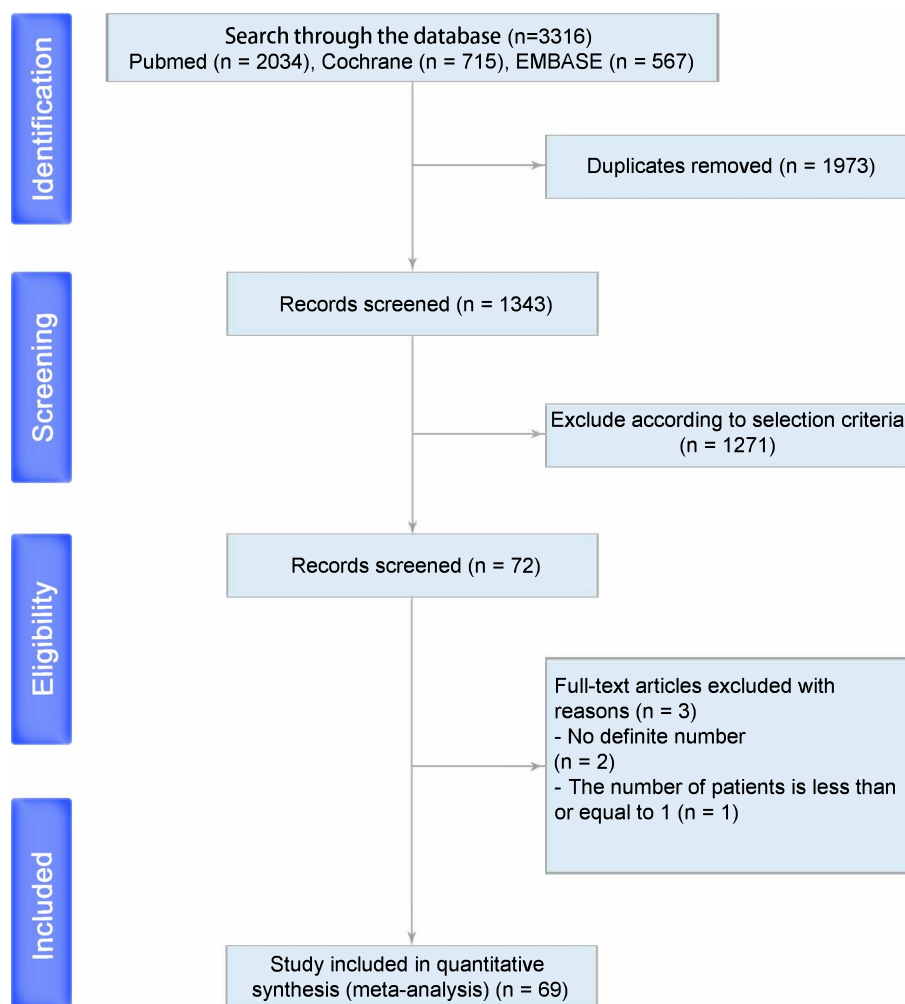 Identification
Search through the database (n=3316)
Pubmed (n = 2034), Cochrane (n = 715), EMBASE (n = 567)
Duplicates removed (n = 1973)
Screening
Records screened (n = 1343)
Exclude according to selection criteria
(n = 1271)
Eligibility
Records screened (n = 72)
Full-text articles excluded with
reasons (n = 3)
- No definite number
(n = 2)
- The number of patients is less than
or equal to 1 (n = 1)
Included
Study included in quantitative
synthesis (meta-analysis) (n = 69)